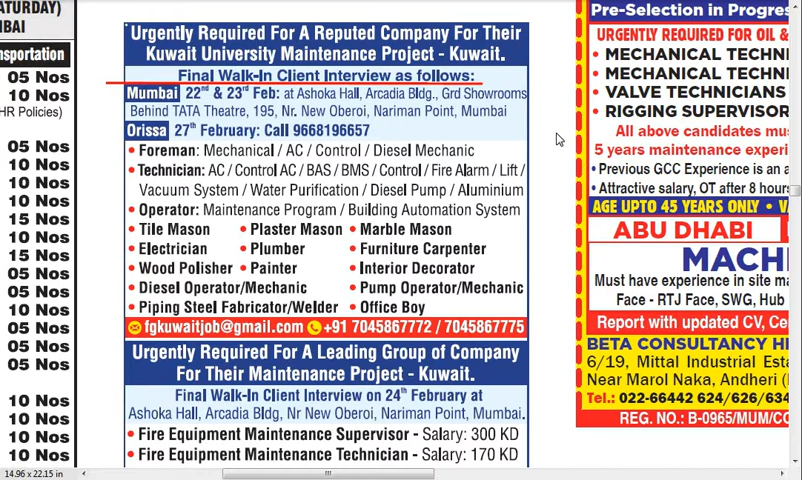 SATURDAY)
BAI
nsportation
05 Nos
10 Nos
HR Policies)
05 Nos
10 Nos
10 Nos
10 Nos
15 Nos
10 Nos
15 Nos
05 Nos
10 Nos
05 Nos
05 Nos
05 Nos
10 Nos
10 Nos
10 Nos
10 Nos
Urgently Required For A Reputed Company For Their
Kuwait University Maintenance Project - Kuwait.
Final Walk-In Client Interview as follows:
Mumbai 22nd & 23rd Feb: at Ashoka Hall, Arcadia Bldg., Grd Showrooms
Behind TATA Theatre, 195, Nr. New Oberoi, Nariman Point, Mumbai
Orissa 27th February: Call 9668196657
• Foreman: Mechanical / AC / Control / Diesel Mechanic
• Technician: AC / Control AC / BAS / BMS / Control / Fire Alarm / Lift /
Vacuum System / Water Purification / Diesel Pump / Aluminium
• Operator: Maintenance Program / Building Automation System
• Tile Mason • Plaster Mason • Marble Mason
• Electrician • Plumber • Furniture Carpenter
• Wood Polisher • Painter • Interior Decorator
• Diesel Operator/Mechanic • Pump Operator/Mechanic
• Piping Steel Fabricator/Welder • Office Boy
fgkuwaitjob@gmail.com +91 7045867772 / 7045867775
Urgently Required For A Leading Group of Company
For Their Maintenance Project - Kuwait.
Final Walk-In Client Interview on 24th February at
Ashoka Hall, Arcadia Bldg, Nr New Oberoi, Nariman Point, Mumbai.
• Fire Equipment Maintenance Supervisor - Salary: 300 KD
• Fire Equipment Maintenance Technician - Salary: 170 KD
Pre-Selection in Progres
URGENTLY REQUIRED FOR OIL &
• MECHANICAL TECHNI
• MECHANICAL TECHNI
• VALVE TECHNICIANS
• RIGGING SUPERVISOR
All above candidates mus
5 years maintenance experi
• Previous GCC Experience is an a
• Attractive salary, OT after 8 hours
AGE UPTO 45 YEARS ONLY • V
ABU DHABI
MACHI
Must have experience in site ma
Face - RTJ Face, SWG, Hub
Report with updated CV, Ce
BETA CONSULTANCY H
6/19, Mittal Industrial Esta
Near Marol Naka, Andheri (
Tel.: 022-66442 624/626/634
REG. NO.: B-0965/MUM/CO
14.96 x 22.15 in